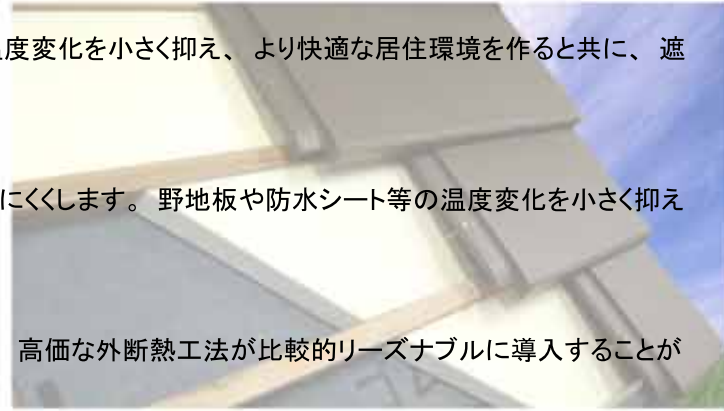 温度変化を小さく抑え、より快適な居住環境を作ると共に、遮
にくくします。野地板や防水シート等の温度変化を小さく抑え
高価な外断熱工法が比較的リーズナブルに導入することが